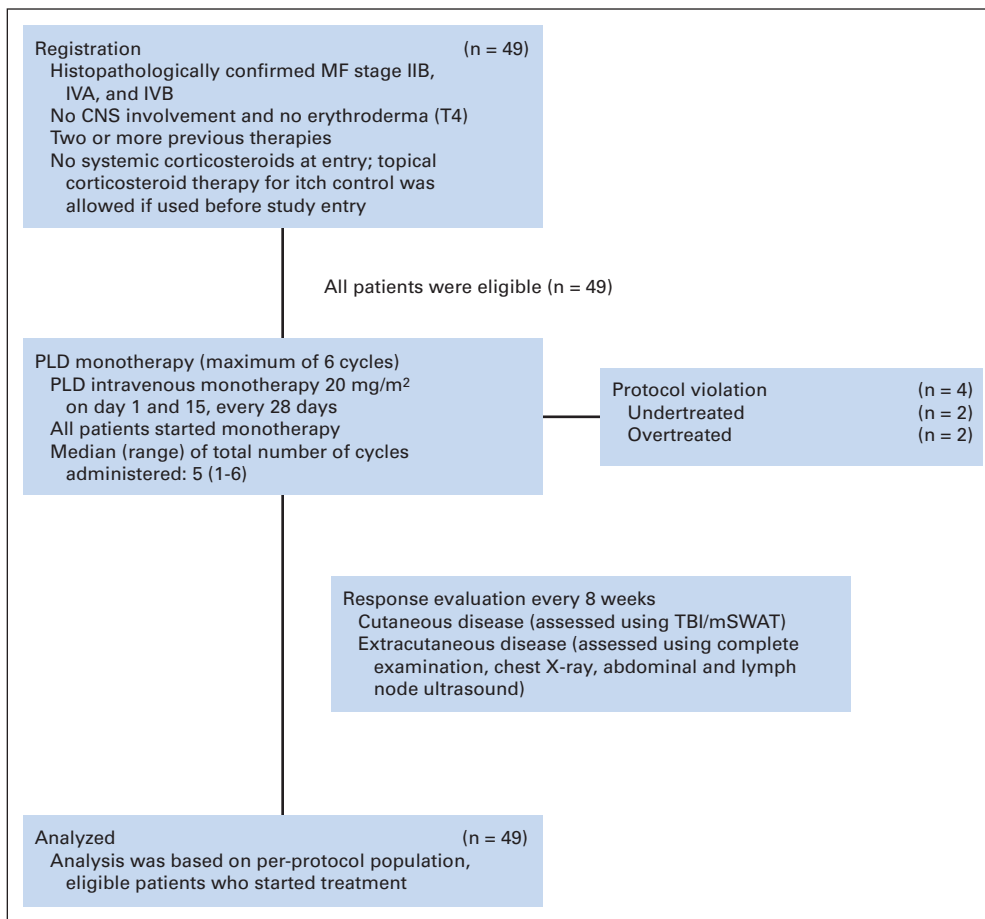 Registration (n = 49)
Histopathologically confirmed MF stage IIB,
IVA, and IVB
No CNS involvement and no erythroderma (T4)
Two or more previous therapies
No systemic corticosteroids at entry; topical
corticosteroid therapy for itch control was
allowed if used before study entry
All patients were eligible (n = 49)
PLD monotherapy (maximum of 6 cycles)
PLD intravenous monotherapy 20 mg/m²
on day 1 and 15, every 28 days
All patients started monotherapy
Median (range) of total number of cycles
administered: 5 (1-6)
Protocol violation (n = 4)
Undertreated (n = 2)
Overtreated (n = 2)
Response evaluation every 8 weeks
Cutaneous disease (assessed using TBI/mSWAT)
Extracutaneous disease (assessed using complete
examination, chest X-ray, abdominal and lymph
node ultrasound)
Analyzed (n = 49)
Analysis was based on per-protocol population,
eligible patients who started treatment